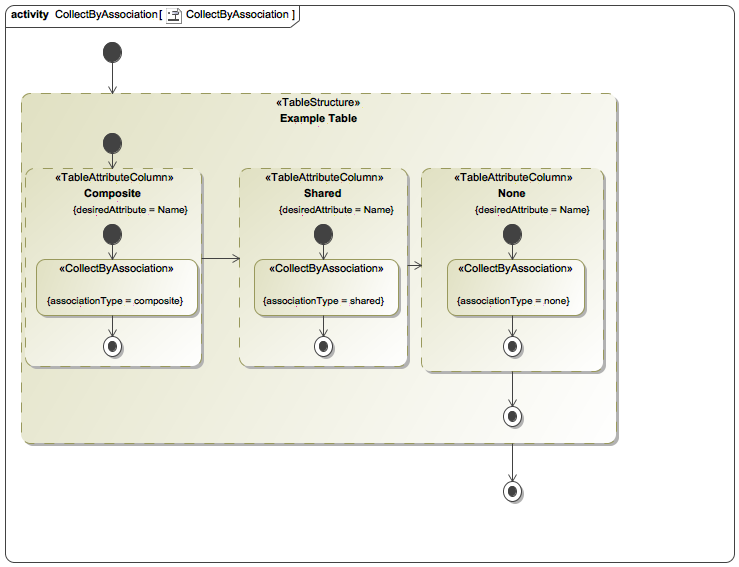 activity CollectByAssociation[ CollectByAssociation ]
«TableStructure»
Example Table
«TableAttributeColumn»
Composite
{desiredAttribute = Name}
«CollectByAssociation»
{associationType = composite}
«TableAttributeColumn»
Shared
{desiredAttribute = Name}
«CollectByAssociation»
{associationType = shared}
«TableAttributeColumn»
None
{desiredAttribute = Name}
«CollectByAssociation»
{associationType = none}